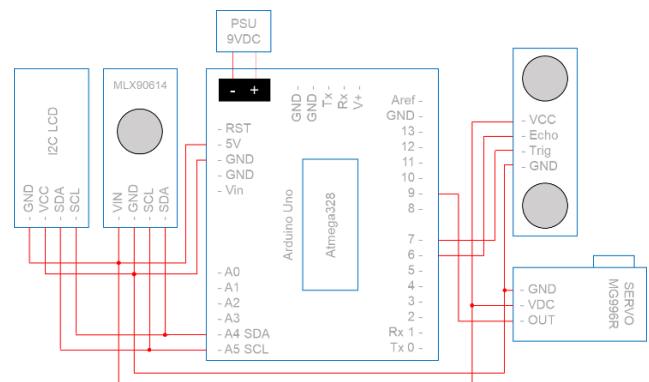 PSU
9VDC
- +
I2C LCD
- GND
- VCC
- SDA
- SCL
MLX90614
- VIN
- GND
- SCL
- SDA
- RST
- 5V
- GND
- GND
- Vin
- A0
- A1
- A2
- A3
- A4 SDA
- A5 SCL
GND -
GND -
Tx -
Rx -
V+ -
Arduino Uno
Atmega328
Aref -
GND -
13 -
12 -
11 -
10 -
9 -
8 -
7 -
6 -
5 -
4 -
3 -
2 -
Rx 1 -
Tx 0 -
- VCC
- Echo
- Trig
- GND
- GND
- VDC
- OUT
SERVO
MG996R